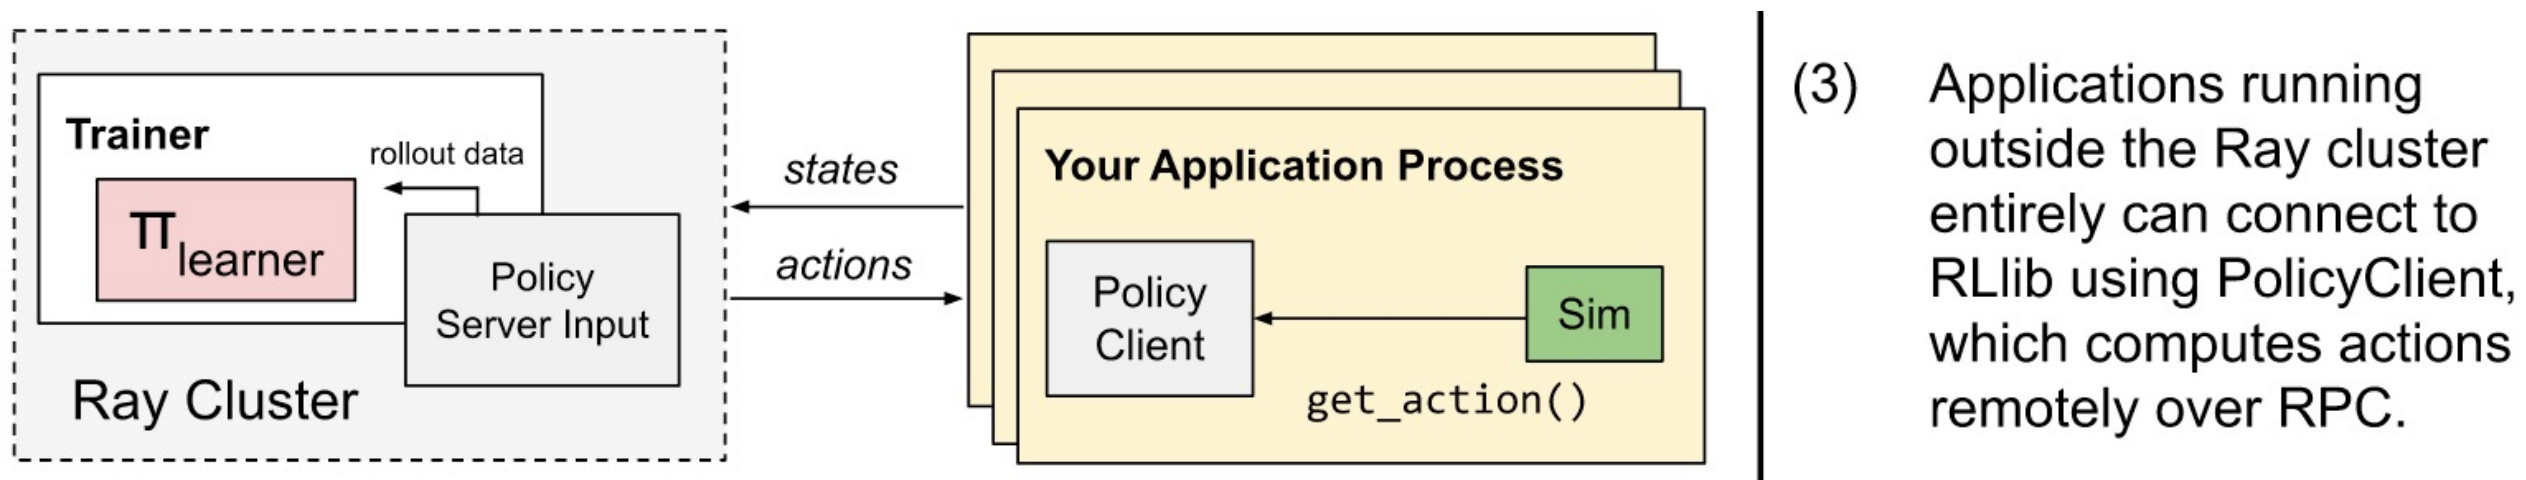 Trainer
rollout data
π learner
Policy
Server Input
Ray Cluster
states
actions
Your Application Process
Policy
Client
Sim
get_action()
(3) Applications running
outside the Ray cluster
entirely can connect to
RLlib using PolicyClient,
which computes actions
remotely over RPC.